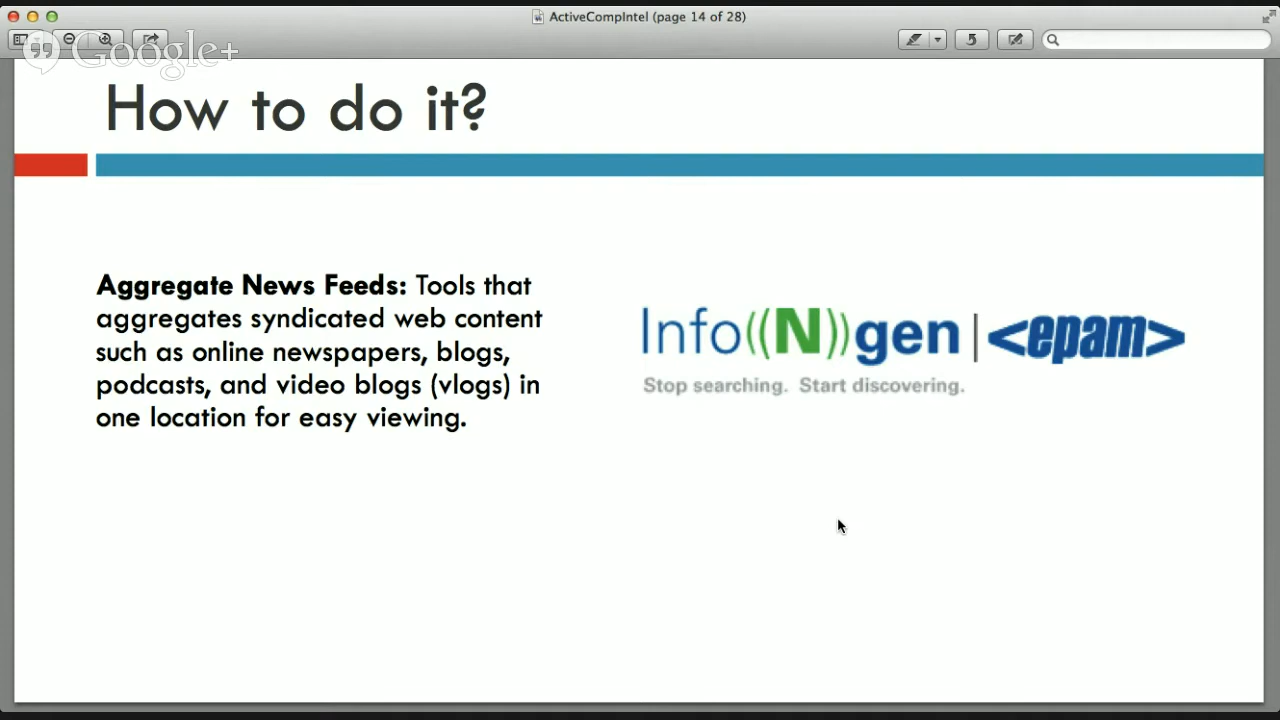 ActiveCompIntel (page 14 of 28)
Google+
How to do it?
Aggregate News Feeds: Tools that
aggregates syndicated web content
such as online newspapers, blogs,
podcasts, and video blogs (vlogs) in
one location for easy viewing.
Info((N))gen | <epam>
Stop searching. Start discovering.